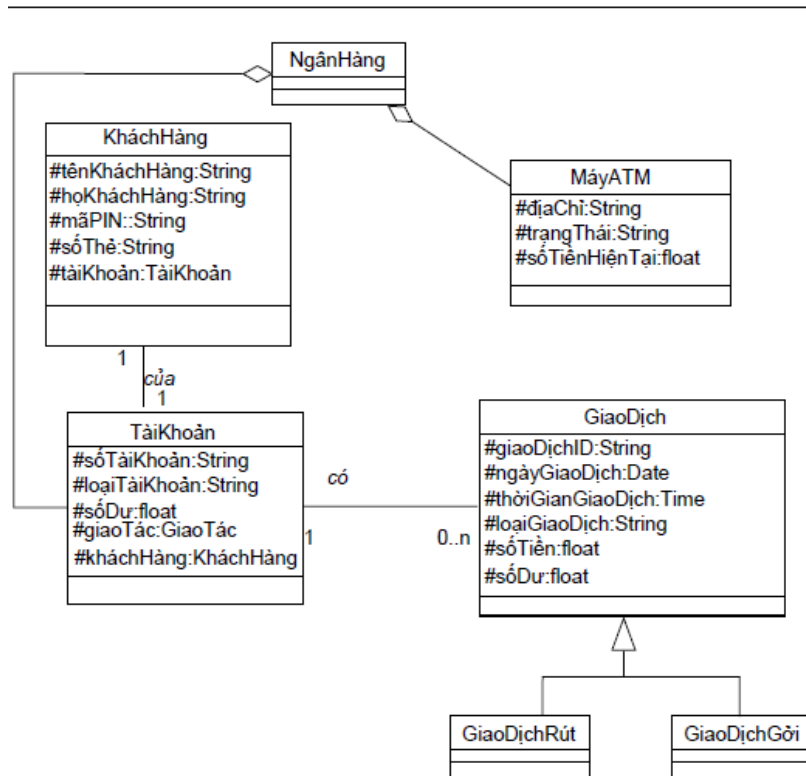 NgânHàng
KháchHàng
#tênKháchHàng:String
#họKháchHàng:String
#mãPIN::String
#sốThẻ:String
#tàiKhoản:TàiKhoản
MáyATM
#địaChỉ:String
#trạngThái:String
#sốTiềnHiệnTại:float
1
của
1
TàiKhoản
#sốTàiKhoản:String
#loạiTàiKhoản:String
#sốDư:float
#giaoTác:GiaoTác
#kháchHàng:KháchHàng
có
1
0..n
GiaoDịch
#giaoDịchID:String
#ngàyGiaoDịch:Date
#thờiGianGiaoDịch:Time
#loạiGiaoDịch:String
#sốTiền:float
#sốDư:float
GiaoDịchRút
GiaoDịchGởi